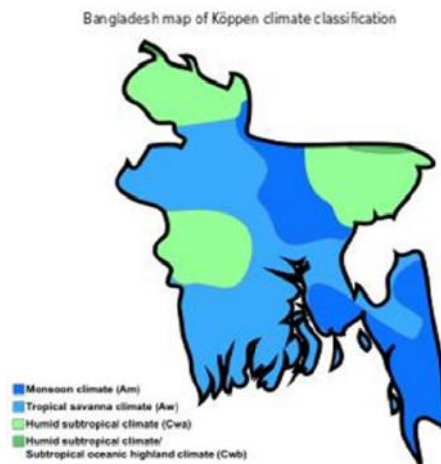 Bangladesh map of Köppen climate classification
Monsoon climate (Am)
Tropical savanna climate (Aw)
Humid subtropical climate (Cwa)
Humid subtropical climate/
Subtropical oceanic highland climate (Cwb)